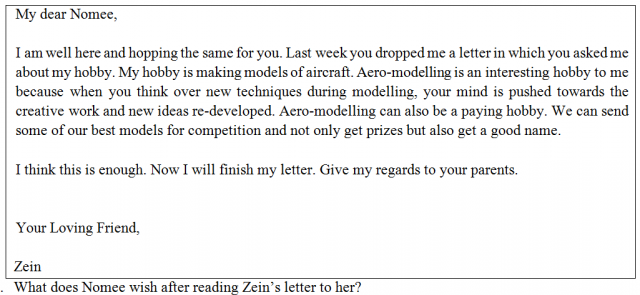 My dear Nomee,
I am well here and hopping the same for you. Last week you dropped me a letter in which you asked me
about my hobby. My hobby is making models of aircraft. Aero-modelling is an interesting hobby to me
because when you think over new techniques during modelling, your mind is pushed towards the
creative work and new ideas re-developed. Aero-modelling can also be a paying hobby. We can send
some of our best models for competition and not only get prizes but also get a good name.
I think this is enough. Now I will finish my letter. Give my regards to your parents.
Your Loving Friend,
Zein
. What does Nomee wish after reading Zein’s letter to her?